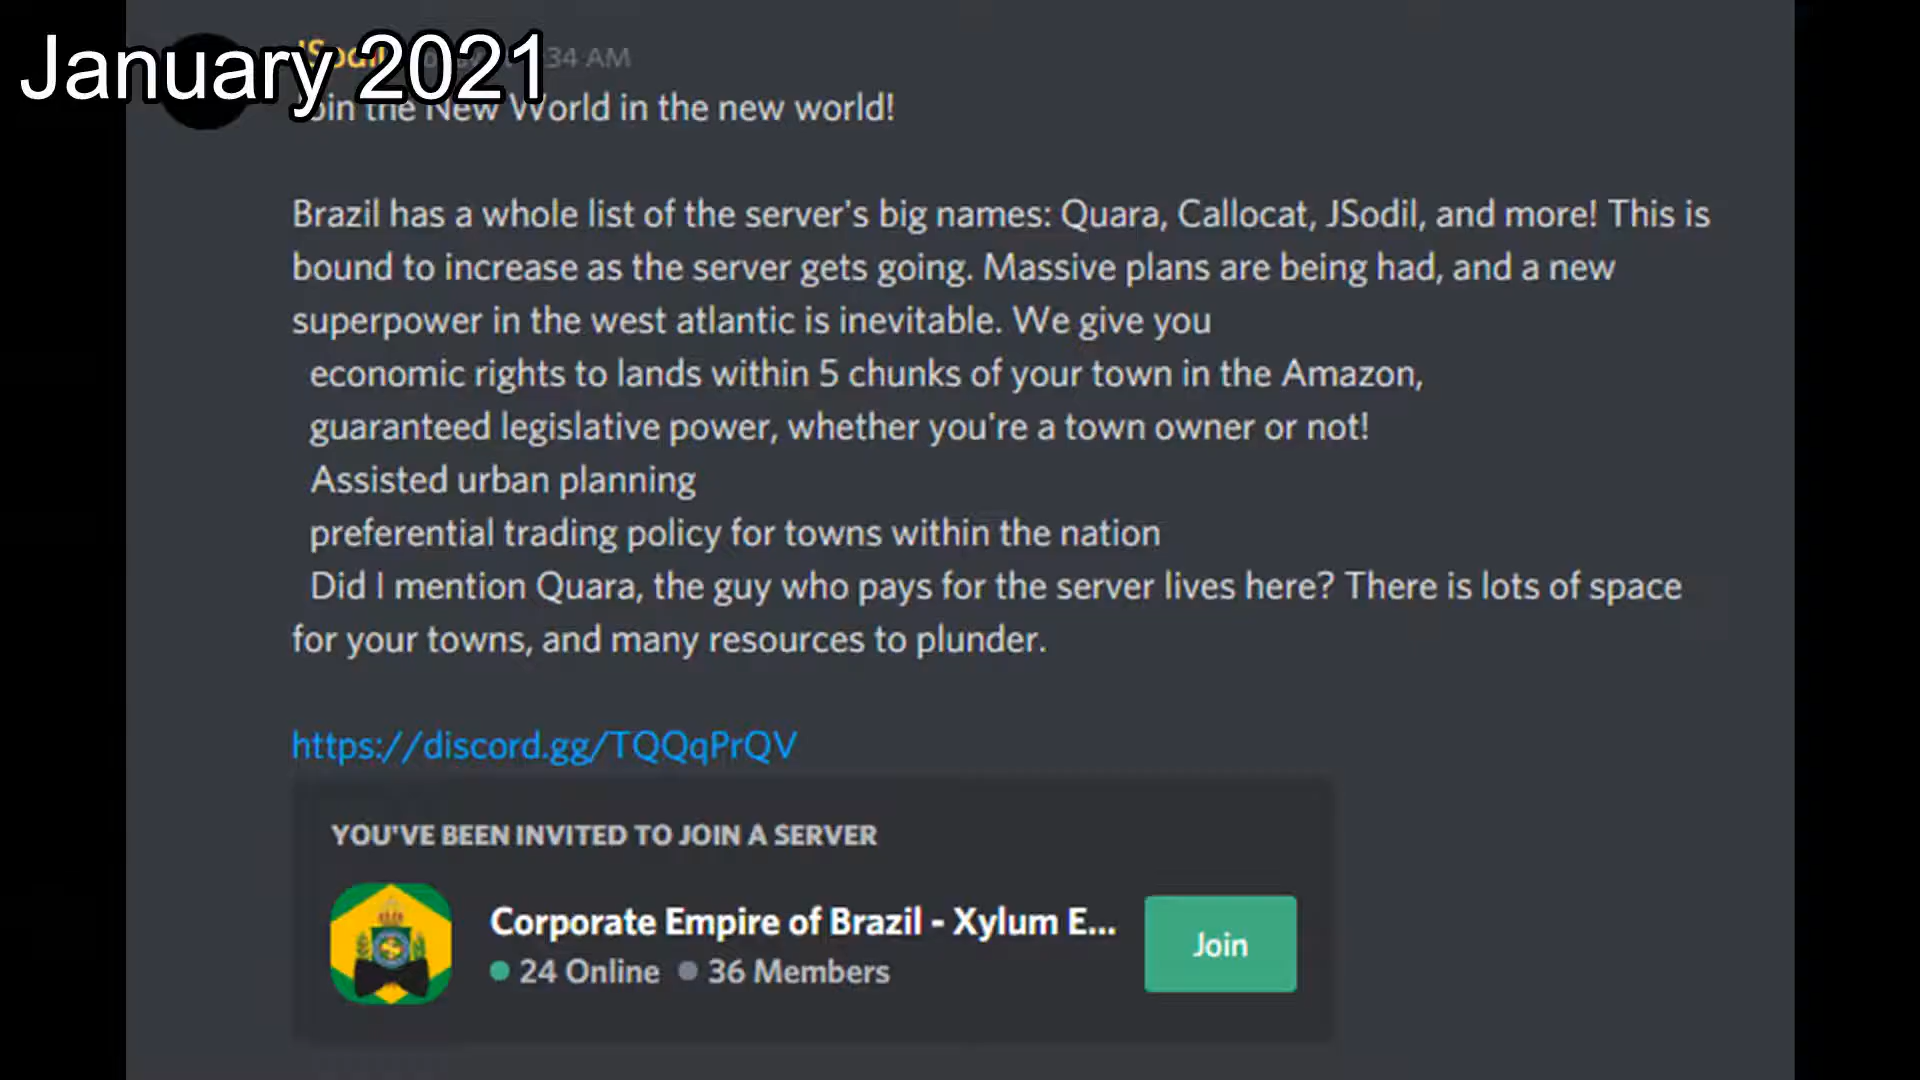 January 2021
JSodil 34 AM
Join the New World in the new world!
Brazil has a whole list of the server's big names: Quara, Callocat, JSodil, and more! This is
bound to increase as the server gets going. Massive plans are being had, and a new
superpower in the west atlantic is inevitable. We give you
economic rights to lands within 5 chunks of your town in the Amazon,
guaranteed legislative power, whether you're a town owner or not!
Assisted urban planning
preferential trading policy for towns within the nation
Did I mention Quara, the guy who pays for the server lives here? There is lots of space
for your towns, and many resources to plunder.
https://discord.gg/TQQqPrQV
YOU'VE BEEN INVITED TO JOIN A SERVER
Corporate Empire of Brazil - Xylum E...
24 Online 36 Members
Join